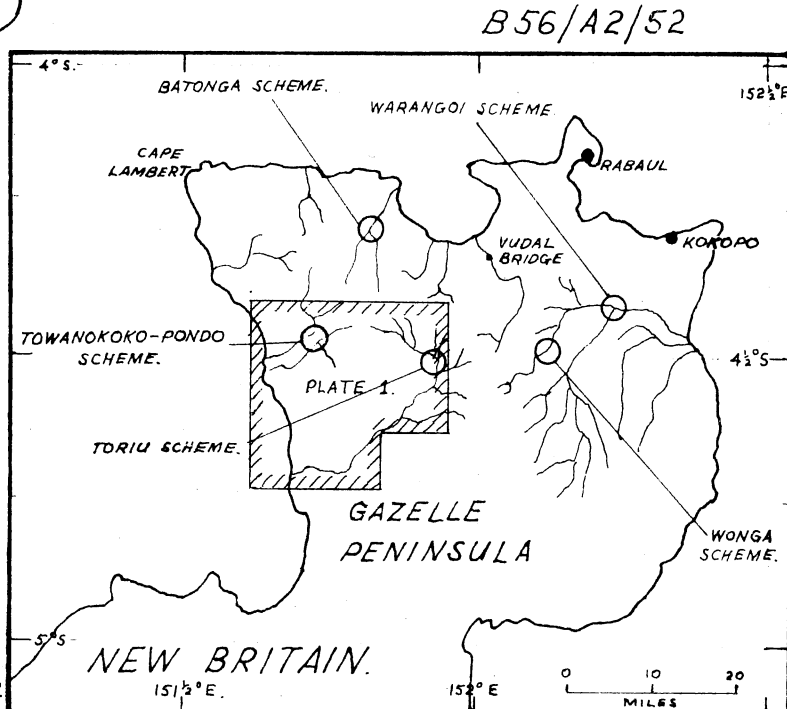 B56/A2/52
4° S.
152½° E
BATONGA SCHEME.
WARANGOI SCHEME.
CAPE
LAMBERT
RABAUL
VUDAL
BRIDGE
KOKOPO
TOWANOKOKO-PONDO
SCHEME.
4½° S
PLATE 1.
TORIU SCHEME.
GAZELLE
PENINSULA
WONGA
SCHEME.
5° S
NEW BRITAIN.
151½° E.
152° E
0 10 20
MILES